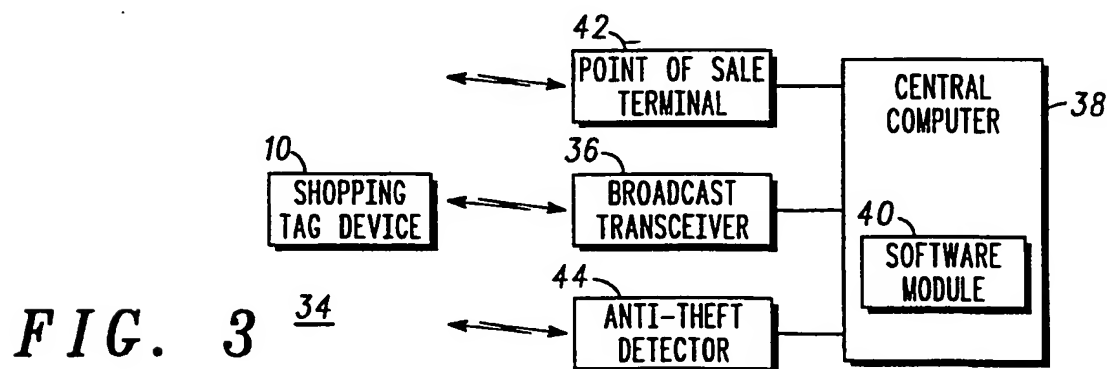 42
POINT OF SALE
TERMINAL
CENTRAL
COMPUTER
38
10
SHOPPING
TAG DEVICE
36
BROADCAST
TRANSCEIVER
40
SOFTWARE
MODULE
44
ANTI-THEFT
DETECTOR
FIG. 3
34